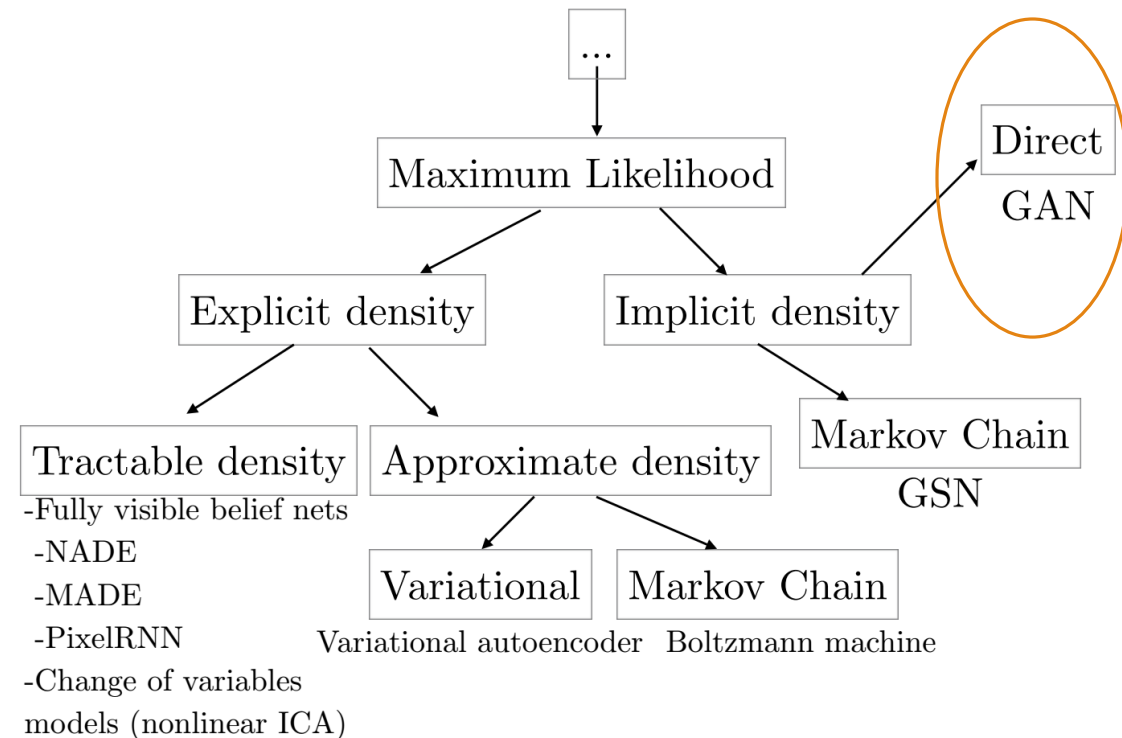 ...
Maximum Likelihood
Direct
GAN
Explicit density
Implicit density
Tractable density
-Fully visible belief nets
-NADE
-MADE
-PixelRNN
-Change of variables
models (nonlinear ICA)
Approximate density
Variational
Variational autoencoder
Markov Chain
Boltzmann machine
Markov Chain
GSN